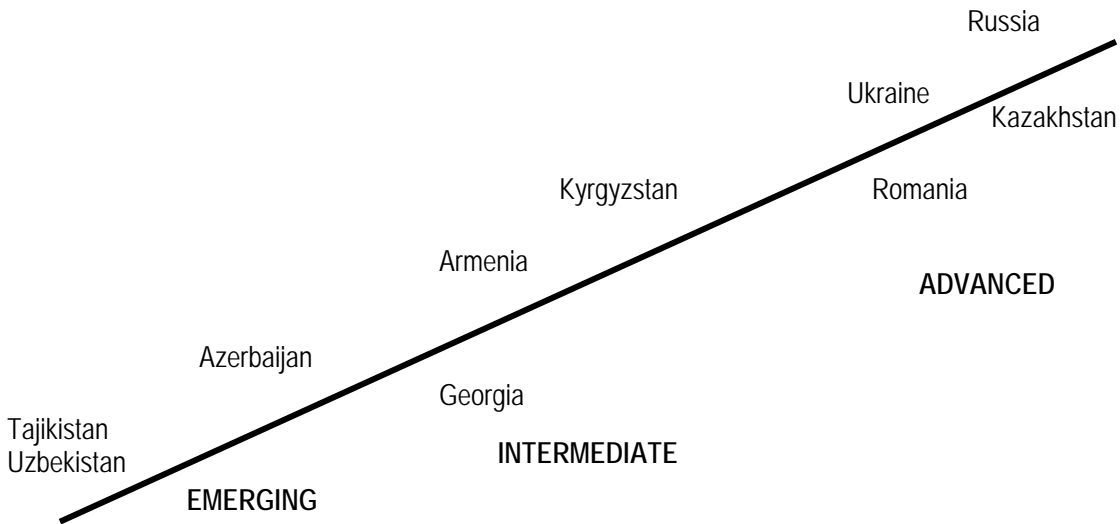 Russia
Ukraine
Kazakhstan
Kyrgyzstan
Romania
Armenia
ADVANCED
Azerbaijan
Georgia
Tajikistan
Uzbekistan
INTERMEDIATE
EMERGING